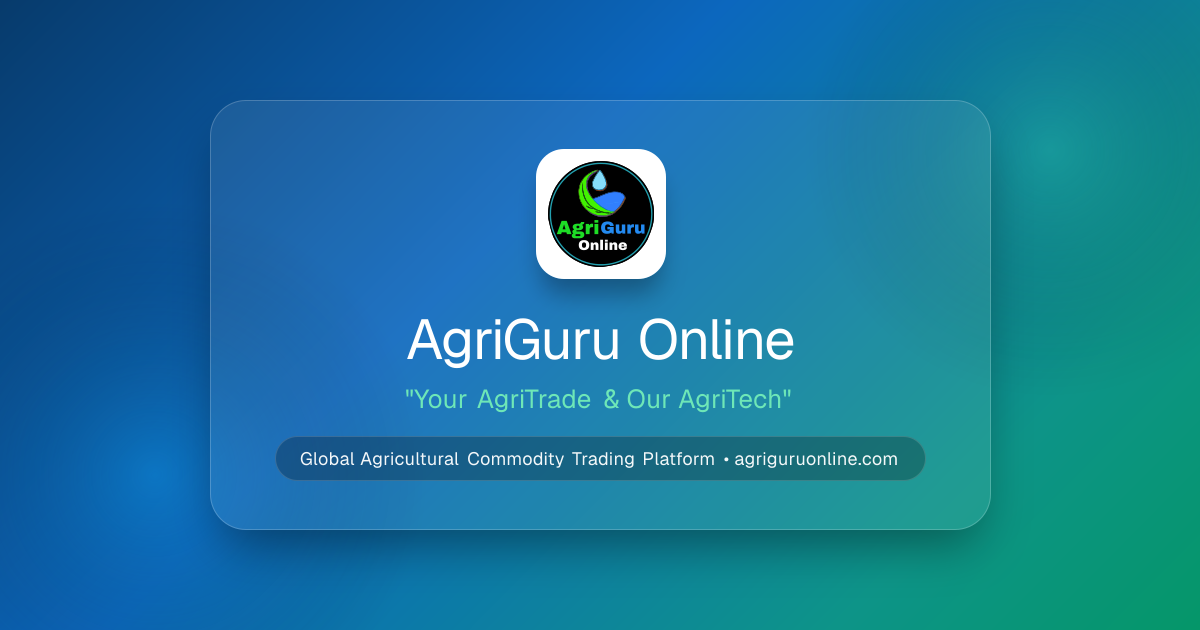 AgriGuru
Online
AgriGuru Online
"Your AgriTrade & Our AgriTech"
Global Agricultural Commodity Trading Platform • agriguruonline.com